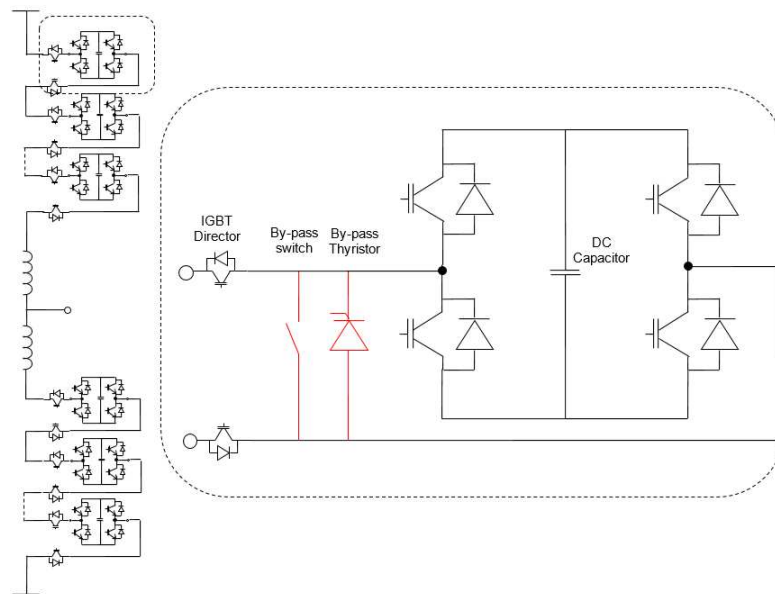 IGBT
Director
By-pass
switch
By-pass
Thyristor
DC
Capacitor